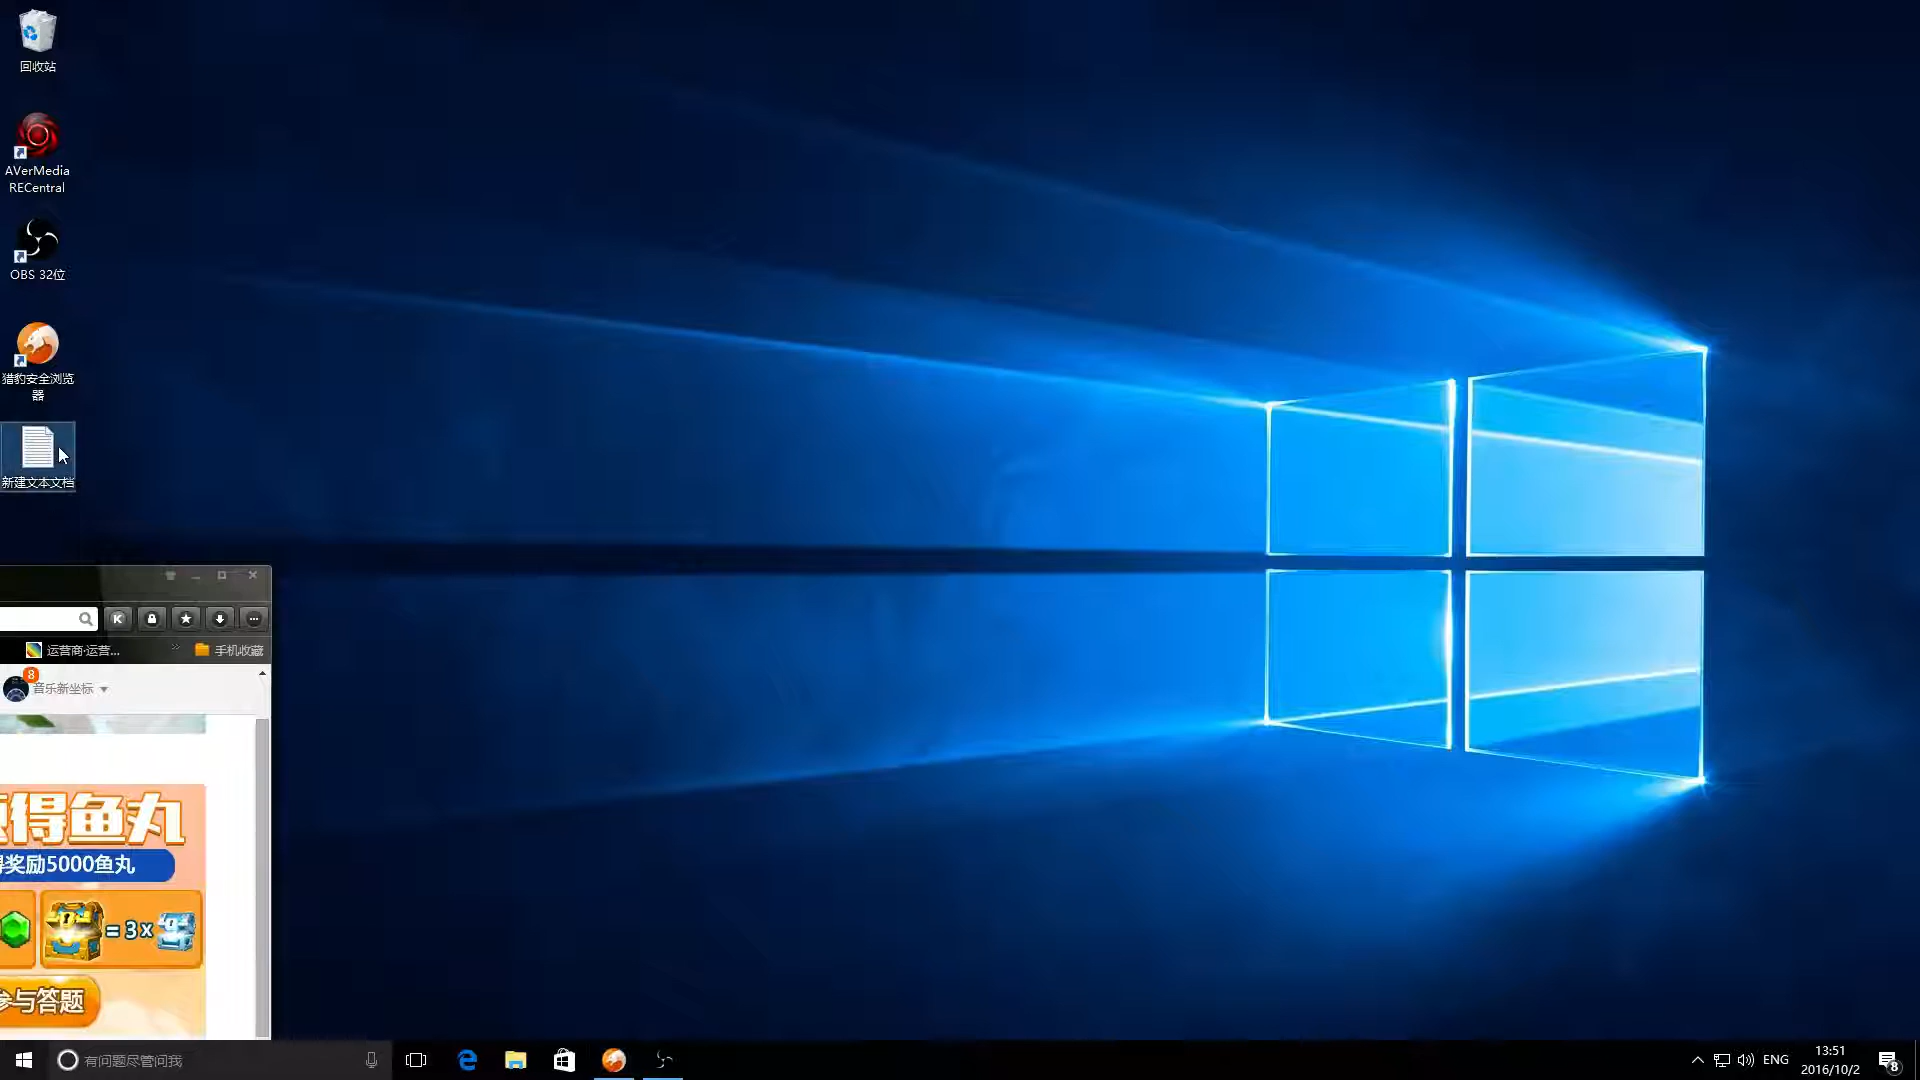 回收站
AVerMedia
RECentral
OBS 32位
猎豹安全浏览
器
新建文本文档
K
运营商·运营...
手机收藏
8
音乐新坐标
得鱼丸
奖励5000鱼丸
= 3x
与答题
有问题尽管问我
ENG
13:51
2016/10/2
8